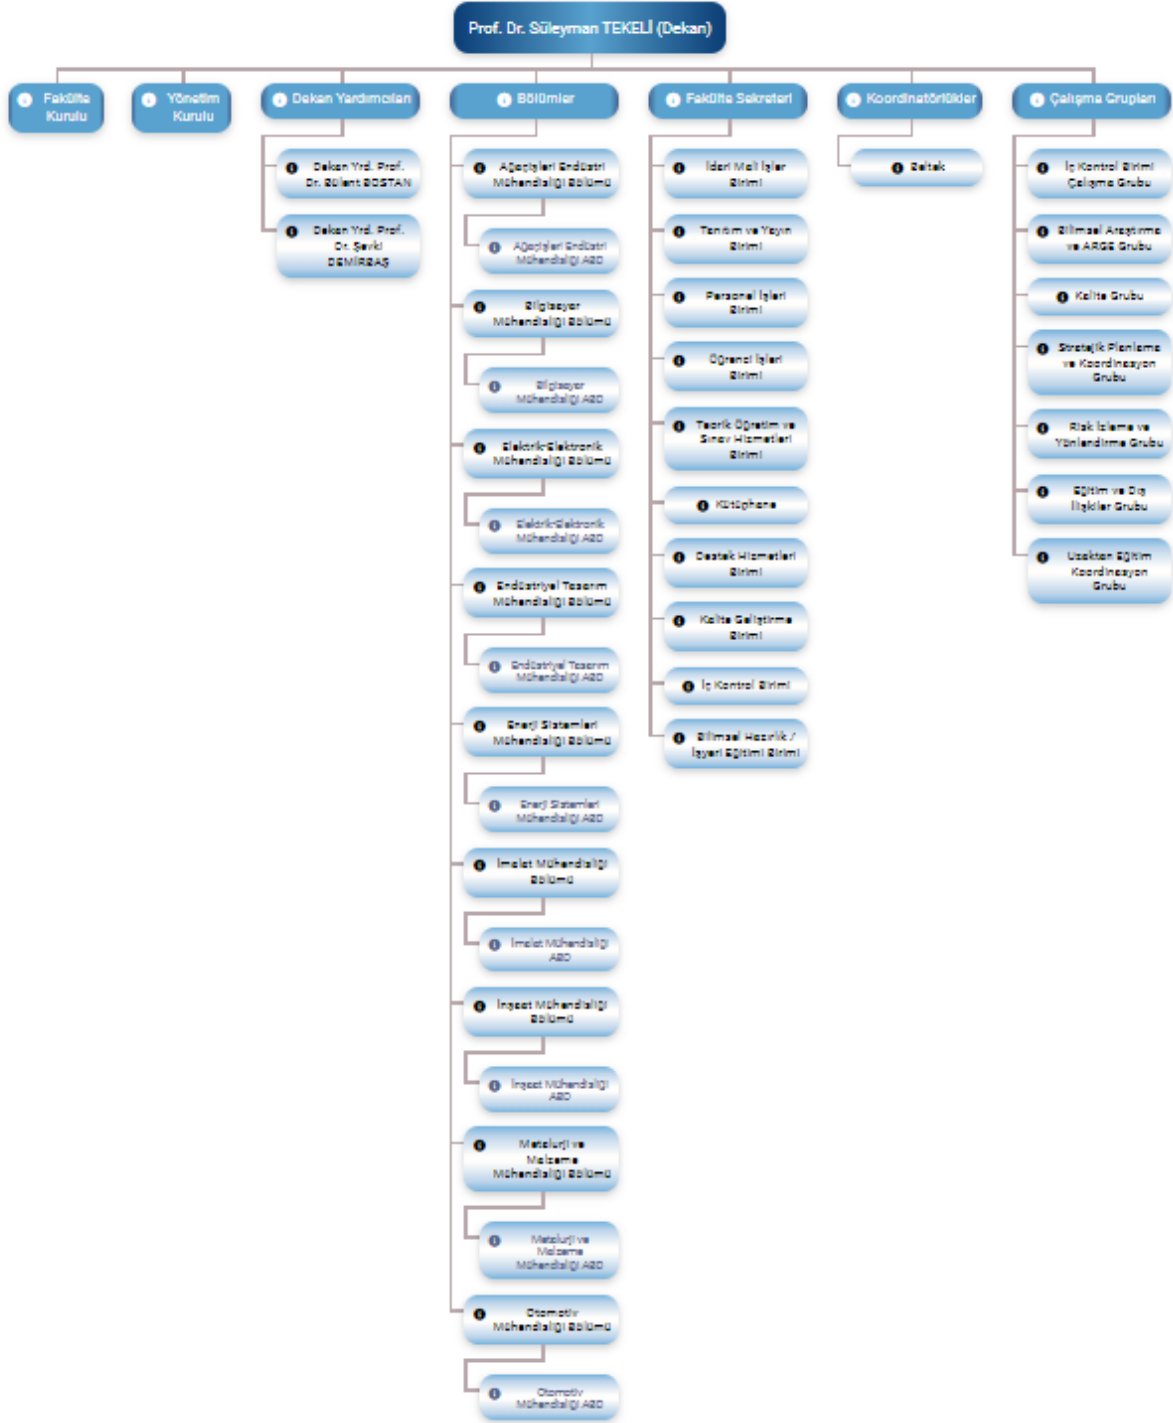 Prof. Dr. Süleyman TEKELİ (Dekan)
Fakülte
Kurulu
Yönetim
Kurulu
Dekan Yardımcıları
Bölümler
Fakülte Sekreteri
Koordinatörlükler
Çalışma Grupları
Dekan Yrd. Prof.
Dr. Bülent BOSTAN
Dekan Yrd. Prof.
Dr. Şevki
DEMİRBAŞ
Ağaçişleri Endüstri
Mühendisliği Bölümü
Ağaçişleri Endüstri
Mühendisliği ABD
Bilgisayar
Mühendisliği Bölümü
Bilgisayar
Mühendisliği ABD
Elektrik-Elektronik
Mühendisliği Bölümü
Elektrik-Elektronik
Mühendisliği ABD
Endüstriyel Tasarım
Mühendisliği Bölümü
Endüstriyel Tasarım
Mühendisliği ABD
Enerji Sistemleri
Mühendisliği Bölümü
Enerji Sistemleri
Mühendisliği ABD
İmalat Mühendisliği
Bölümü
İmalat Mühendisliği
ABD
İnşaat Mühendisliği
Bölümü
İnşaat Mühendisliği
ABD
Metalurji ve
Malzeme
Mühendisliği Bölümü
Metalurji ve
Malzeme
Mühendisliği ABD
Otomotiv
Mühendisliği Bölümü
Otomotiv
Mühendisliği ABD
İdari Mali İşler
Birimi
Tanıtım ve Yayın
Birimi
Personel İşleri
Birimi
Öğrenci İşleri
Birimi
Teorik Öğretim ve
Sınav Hizmetleri
Birimi
Kütüphane
Destek Hizmetleri
Birimi
Kalite Geliştirme
Birimi
İç Kontrol Birimi
Bilimsel Hazırlık /
İşyeri Eğitimi Birimi
Baltek
İç Kontrol Birimi
Çalışma Grubu
Bilimsel Araştırma
ve ARGE Grubu
Kalite Grubu
Stratejik Planlama
ve Koordinasyon
Grubu
Risk İzleme ve
Yönlendirme Grubu
Eğitim ve Dış
İlişkiler Grubu
Uzaktan Eğitim
Koordinasyon
Grubu